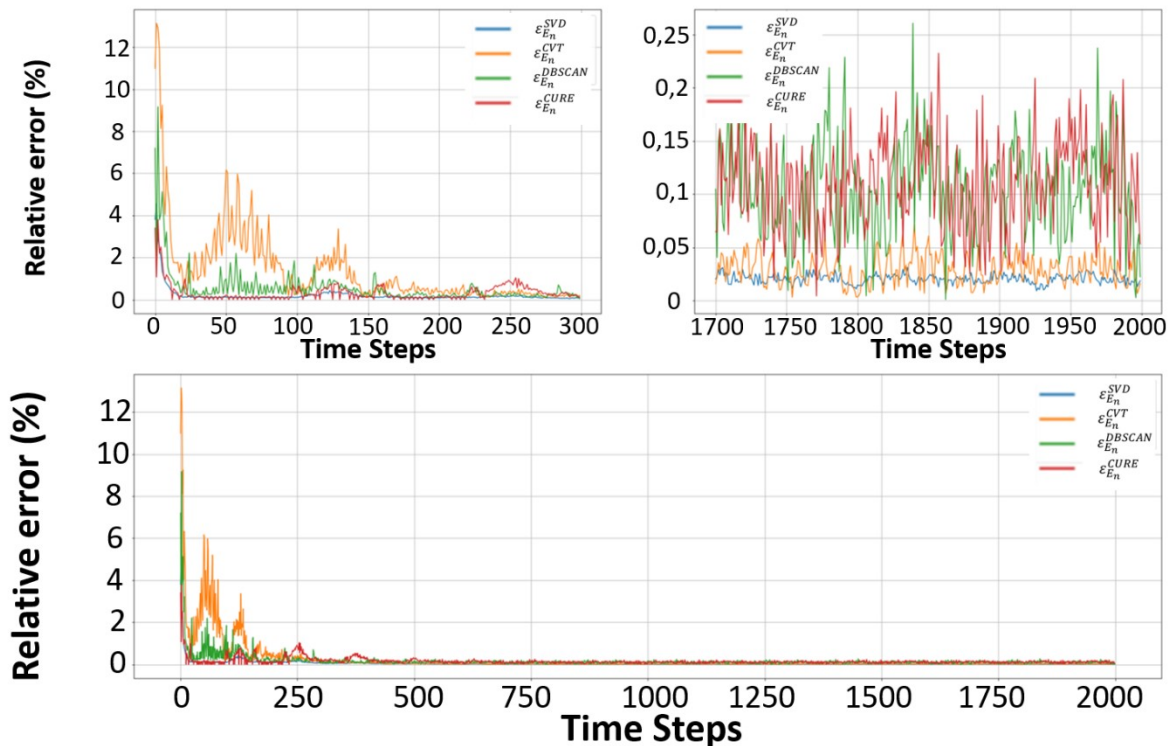 Relative error (%)
12
10
8
6
4
2
0
ε_{E_n}^{SVD}
ε_{E_n}^{CVT}
ε_{E_n}^{DBSCAN}
ε_{E_n}^{CURE}
0 50 100 150 200 250 300
Time Steps
Relative error (%)
0,25
0,2
0,15
0,1
0,05
0
ε_{E_n}^{SVD}
ε_{E_n}^{CVT}
ε_{E_n}^{DBSCAN}
ε_{E_n}^{CURE}
1700 1750 1800 1850 1900 1950 2000
Time Steps
Relative error (%)
12
10
8
6
4
2
0
ε_{E_n}^{SVD}
ε_{E_n}^{CVT}
ε_{E_n}^{DBSCAN}
ε_{E_n}^{CURE}
0 250 500 750 1000 1250 1500 1750 2000
Time Steps